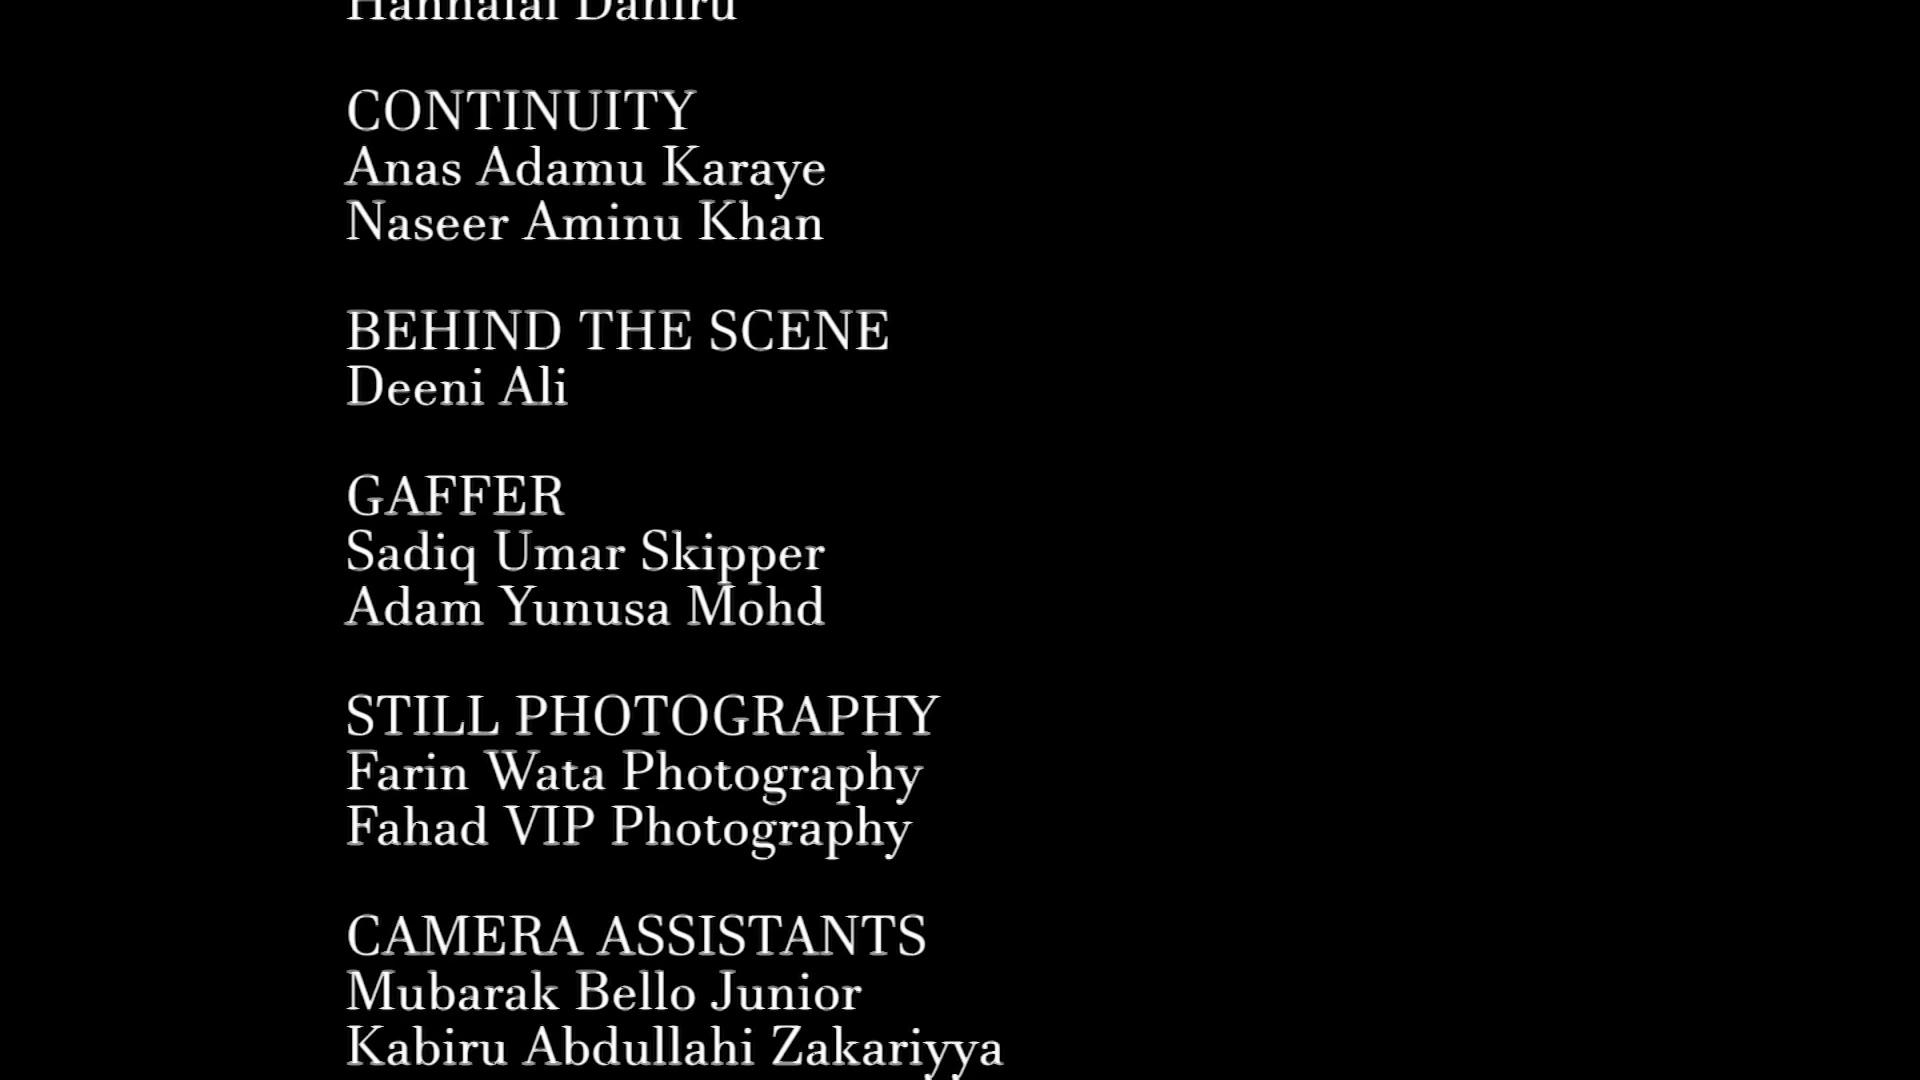 CONTINUITY
Anas Adamu Karaye
Naseer Aminu Khan
BEHIND THE SCENE
Deeni Ali
GAFFER
Sadiq Umar Skipper
Adam Yunusa Mohd
STILL PHOTOGRAPHY
Farin Wata Photography
Fahad VIP Photography
CAMERA ASSISTANTS
Mubarak Bello Junior
Kabiru Abdullahi Zakariyya